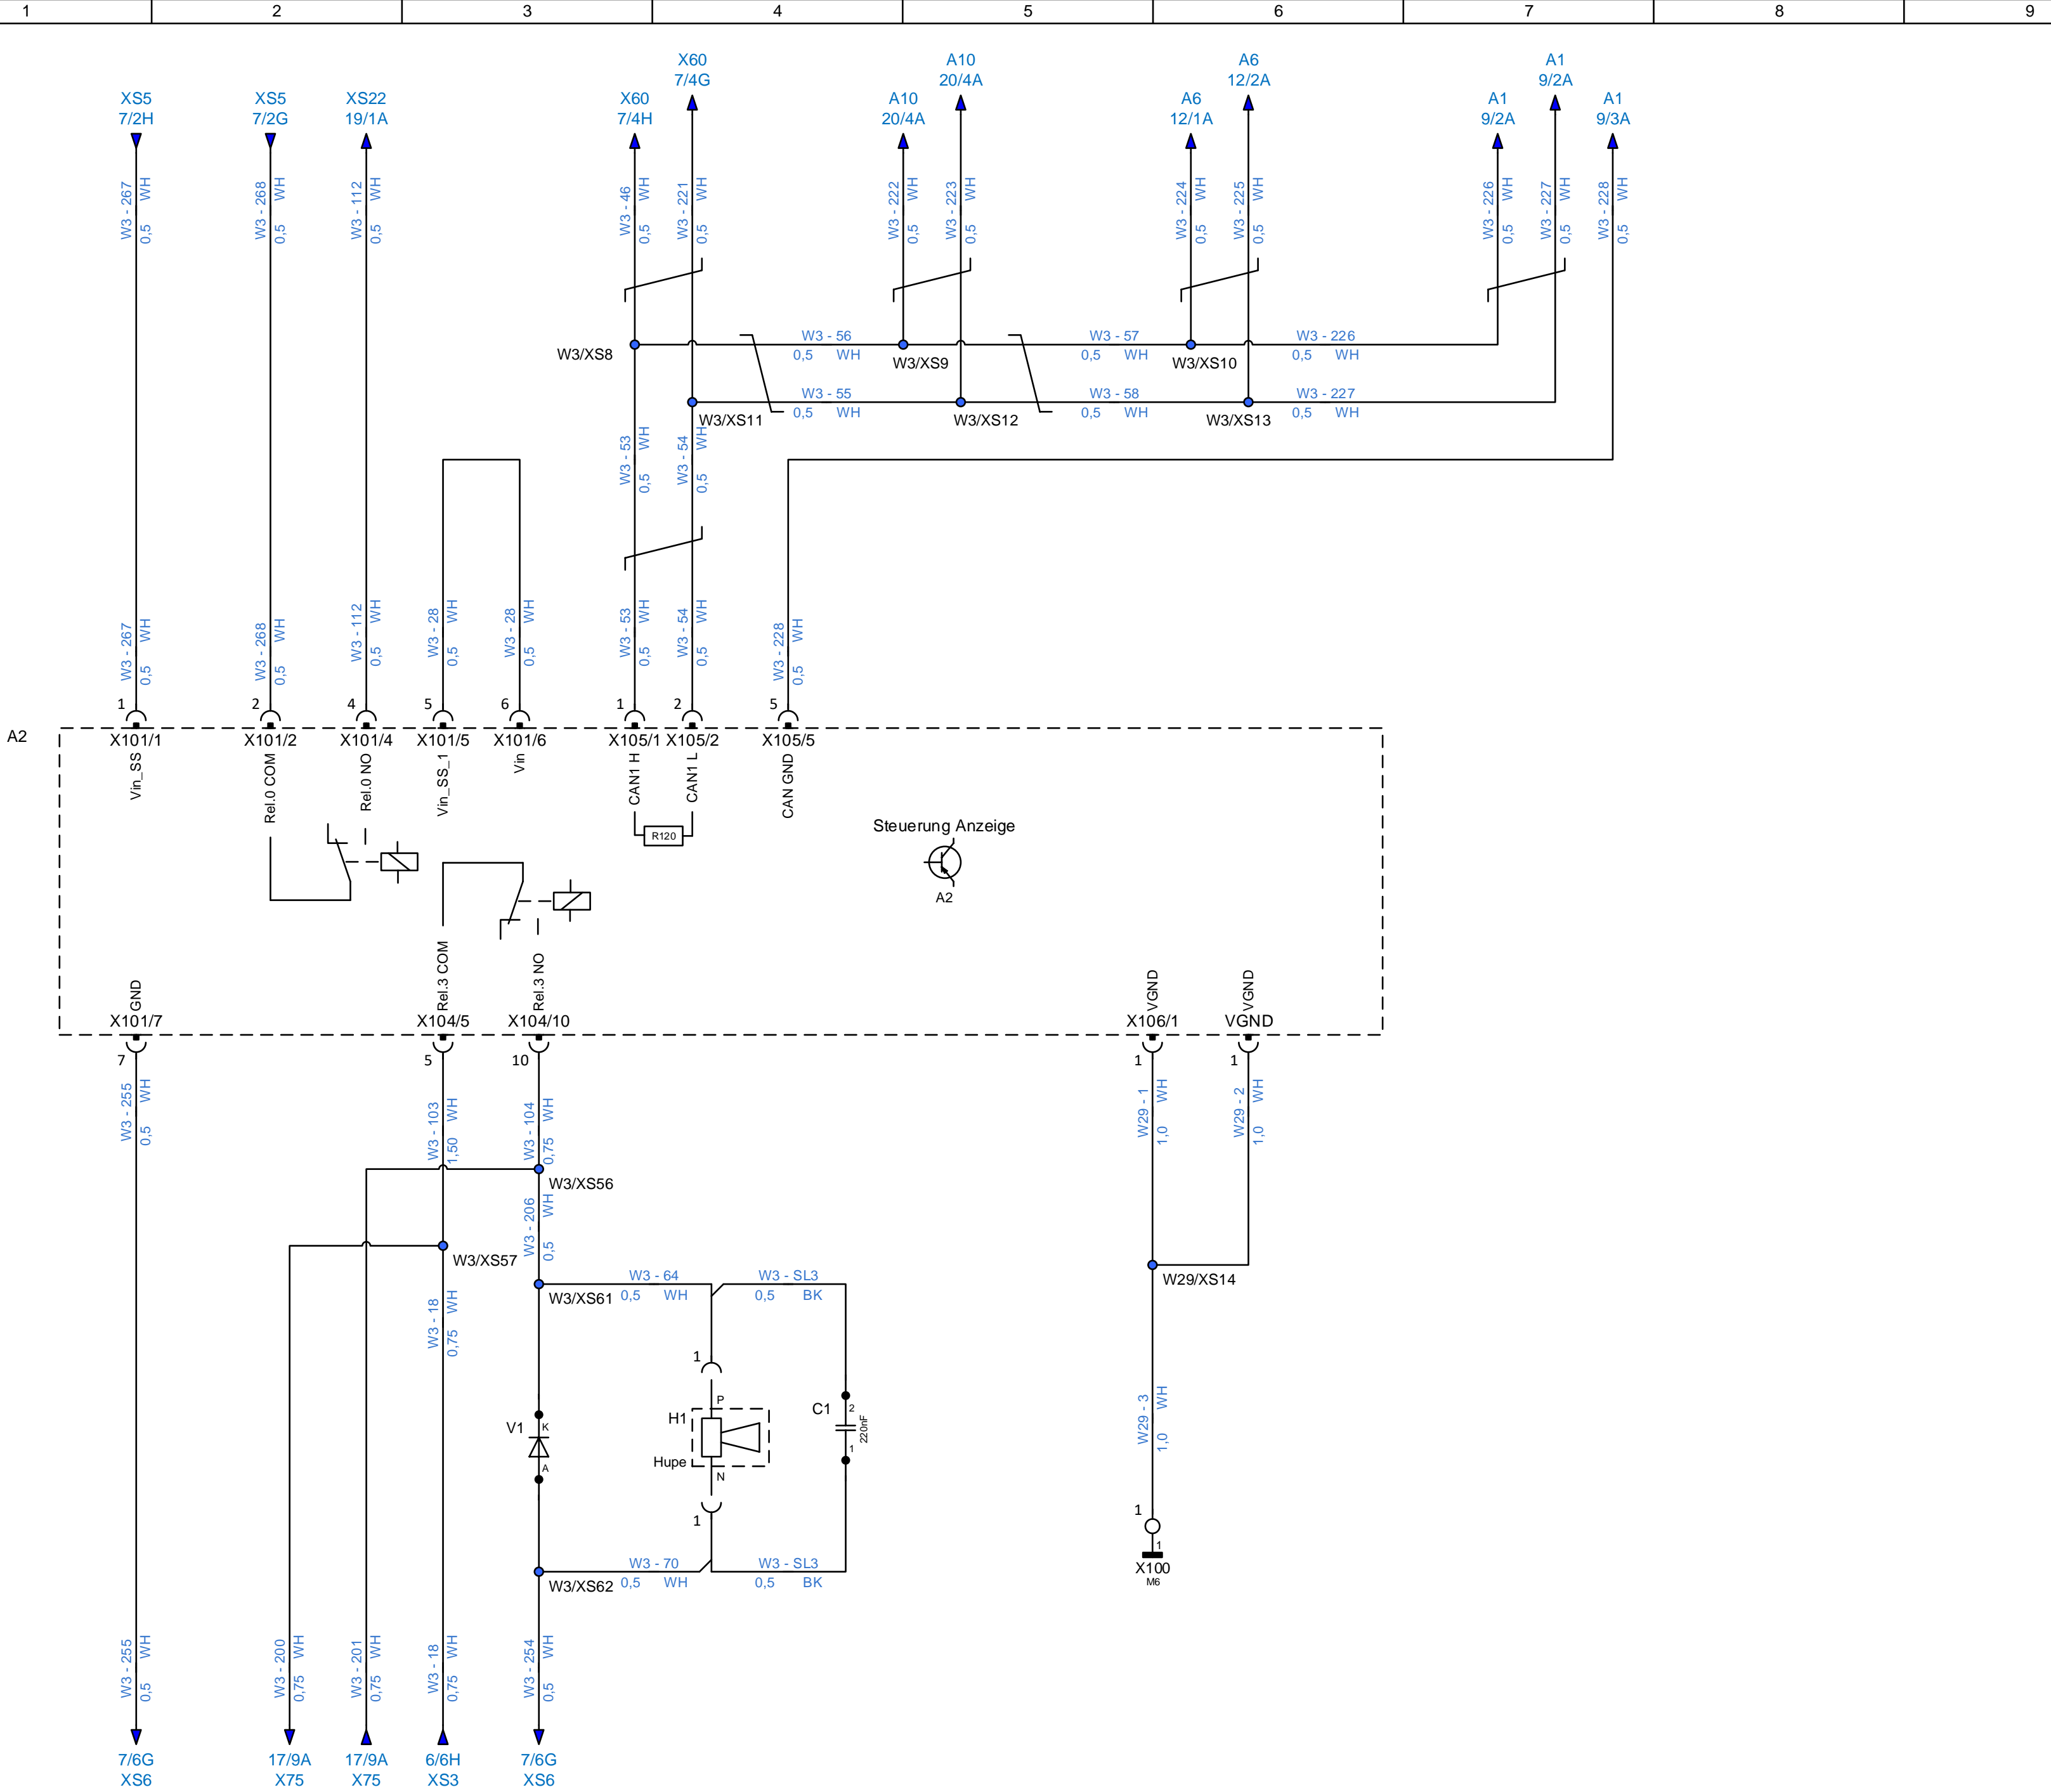 1 2 3 4 5 6 7 8 9
X60 A10 A6 A1
7/4G 20/4A 12/2A 9/2A
XS5 XS5 XS22 X60 A10 A6 A1 A1
7/2H 7/2G 19/1A 7/4H 20/4A 12/1A 9/2A 9/3A
W3 - 267 WH 0,5
W3 - 268 WH 0,5
W3 - 112 WH 0,5
W3 - 46 WH 0,5
W3 - 221 WH 0,5
W3 - 222 WH 0,5
W3 - 223 WH 0,5
W3 - 224 WH 0,5
W3 - 225 WH 0,5
W3 - 226 WH 0,5
W3 - 227 WH 0,5
W3 - 228 WH 0,5
W3 - 56 W3 - 57 W3 - 226
W3/XS8 0,5 WH W3/XS9 0,5 WH W3/XS10 0,5 WH
W3 - 55 W3 - 58 W3 - 227
W3/XS11 0,5 WH W3/XS12 0,5 WH W3/XS13 0,5 WH
W3 - 53 WH 0,5
W3 - 54 WH 0,5
W3 - 267 WH 0,5
W3 - 268 WH 0,5
W3 - 112 WH 0,5
W3 - 28 WH 0,5
W3 - 28 WH 0,5
W3 - 53 WH 0,5
W3 - 54 WH 0,5
W3 - 228 WH 0,5
1 2 4 5 6 1 2 5
A2 X101/1 X101/2 X101/4 X101/5 X101/6 X105/1 X105/2 X105/5
Vin_SS
Rel.0 COM
Rel.0 NO
Vin_SS_1
Vin
CAN1 H
CAN1 L
CAN GND
R120
Steuerung Anzeige
A2
GND
Rel.3 COM
Rel.3 NO
VGND
VGND
X101/7 X104/5 X104/10 X106/1 VGND
7 5 10 1 1
W3 - 255 WH 0,5
W3 - 103 WH 1,50
W3 - 104 WH 0,75
W29 - 1 WH 1,0
W29 - 2 WH 1,0
W3/XS56
W3 - 206 WH 0,5
W3/XS57
W29/XS14
W3 - 64 W3 - SL3
W3/XS61 0,5 WH 0,5 BK
W3 - 18 WH 0,75
1
P
H1
Hupe
N
1
V1
K
A
C1
2
1
220nF
W29 - 3 WH 1,0
1
1
X100
M6
W3 - 70 W3 - SL3
W3/XS62 0,5 WH 0,5 BK
W3 - 255 WH 0,5
W3 - 200 WH 0,75
W3 - 201 WH 0,75
W3 - 18 WH 0,75
W3 - 254 WH 0,5
7/6G 17/9A 17/9A 6/6H 7/6G
XS6 X75 X75 XS3 XS6